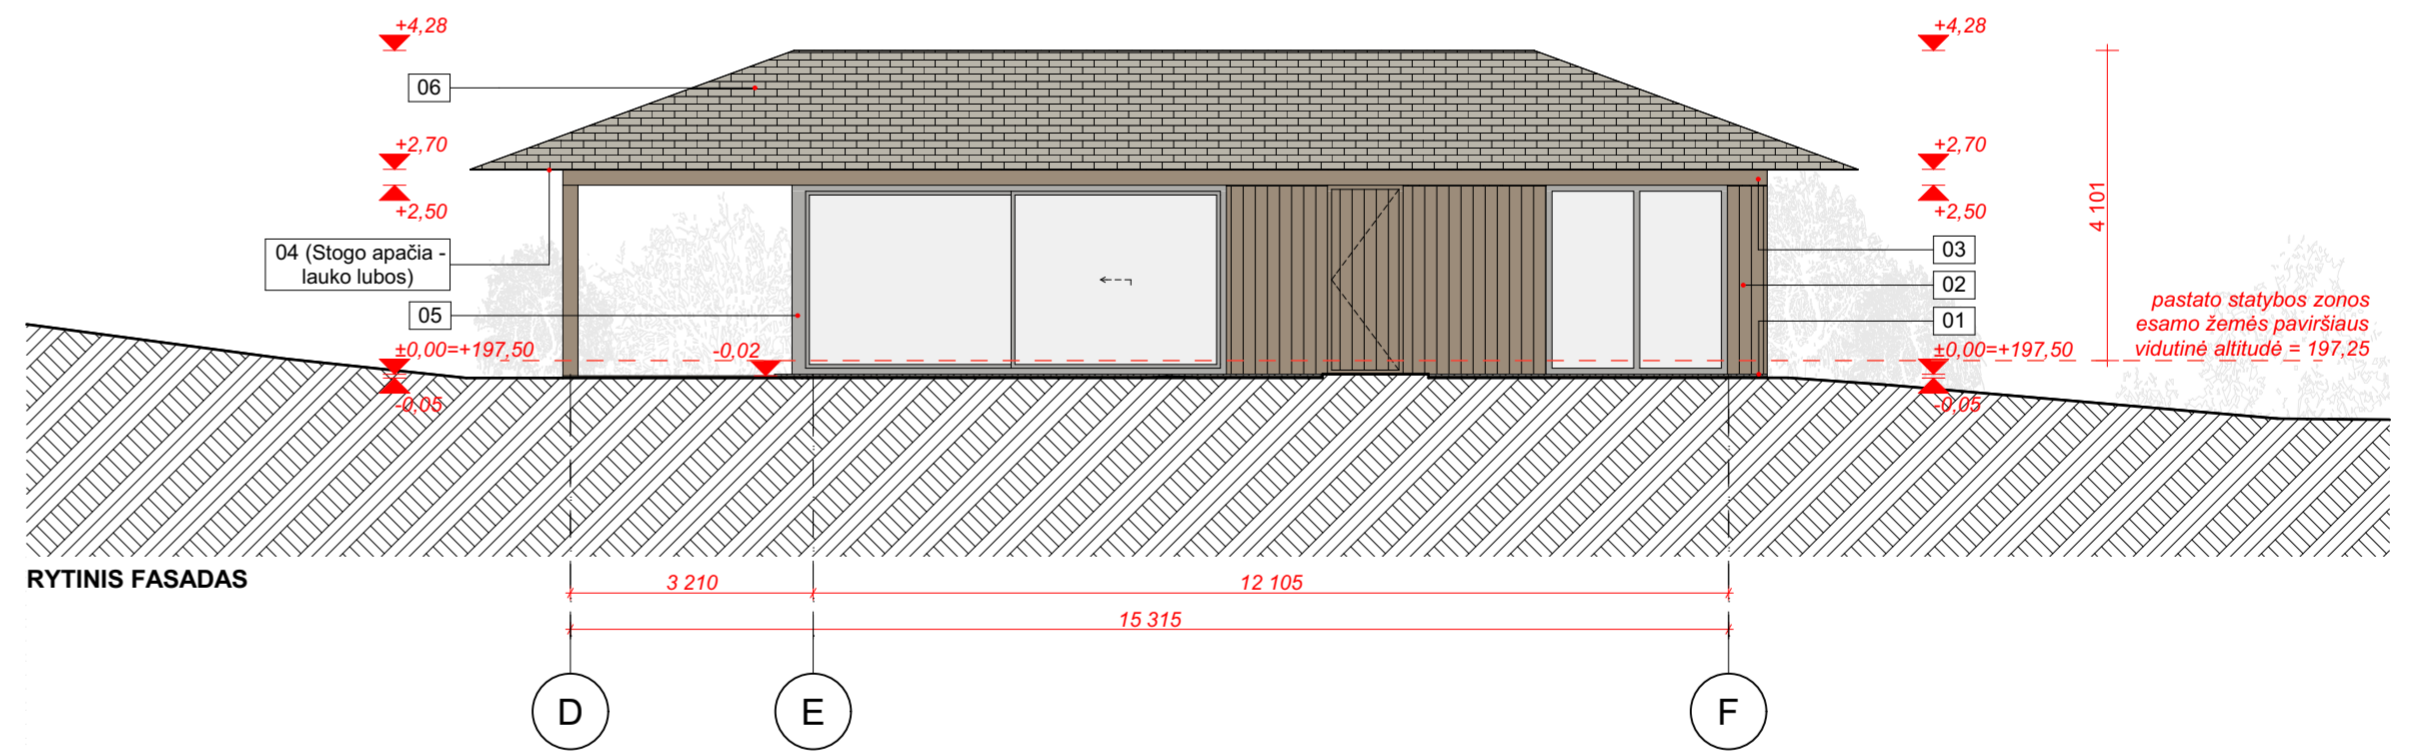 +4,28
+4,28
06
+2,70
+2,70
+2,50
+2,50
4 101
04 (Stogo apačia -
lauko lubos)
03
02
05
01
pastato statybos zonos
esamo žemės paviršiaus
vidutinė altitudė = 197,25
±0,00=+197,50
-0,02
±0,00=+197,50
-0,05
-0,05
RYTINIS FASADAS
3 210
12 105
15 315
D
E
F